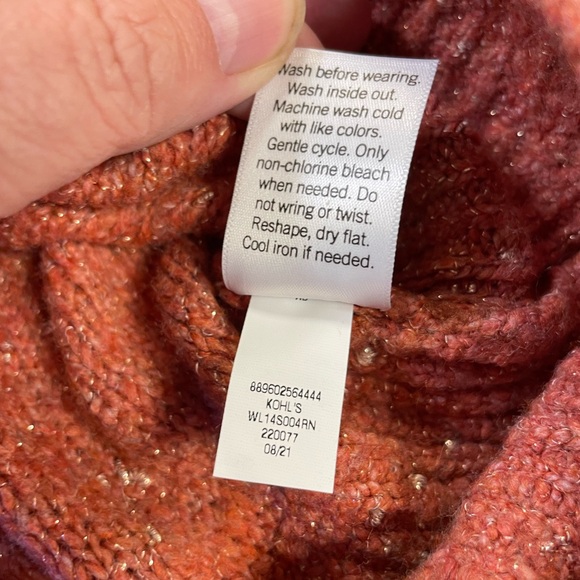 Wash before wearing.
Wash inside out.
Machine wash cold
with like colors.
Gentle cycle. Only
non-chlorine bleach
when needed. Do
not wring or twist.
Reshape, dry flat.
Cool iron if needed.
889602564444
KOHL'S
WL14S004RN
220077
08/21